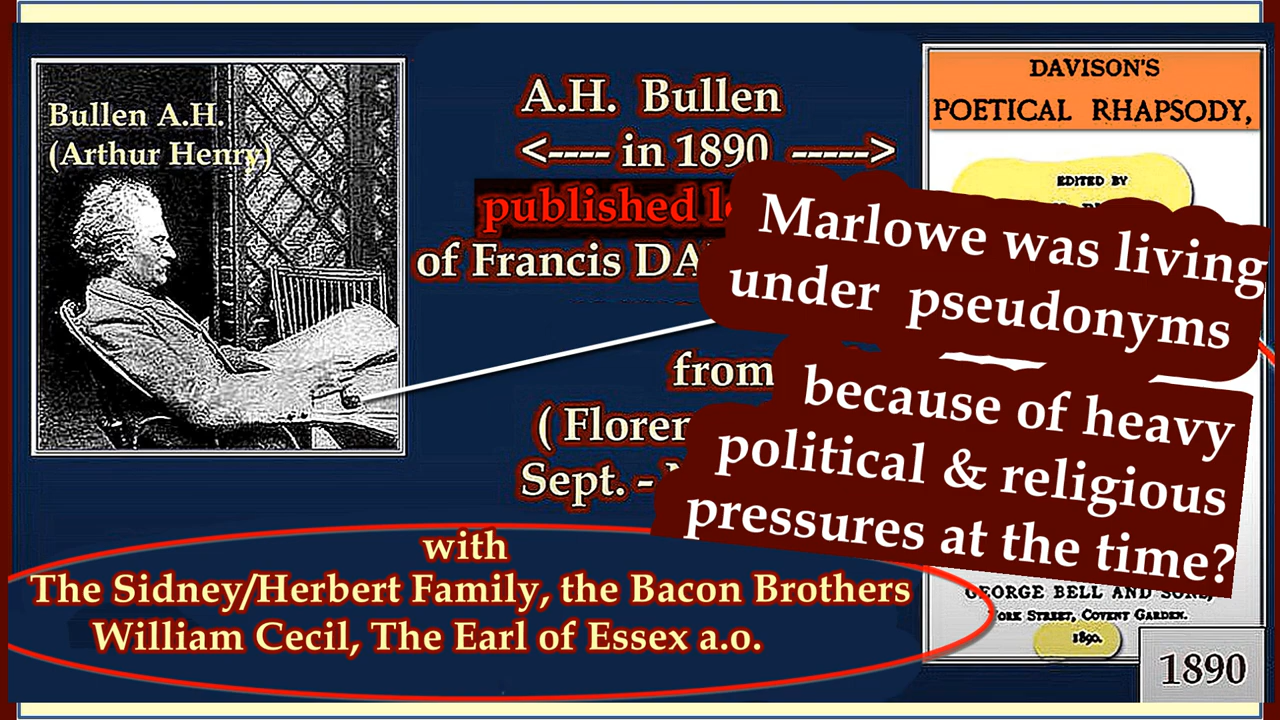 Bullen A.H.
(Arthur Henry)
A.H. Bullen
<---- in 1890 ----->
published
of Francis
from
Sept. -
with
The Sidney/Herbert Family, the Bacon Brothers
William Cecil, The Earl of Essex a.o.
DAVISON'S
POETICAL RHAPSODY,
EDITED BY
Marlowe was living
under pseudonyms
because of heavy
political & religious
pressures at the time?
GEORGE BELL AND SONS,
YORK STREET, COVENT GARDEN.
1890.
1890